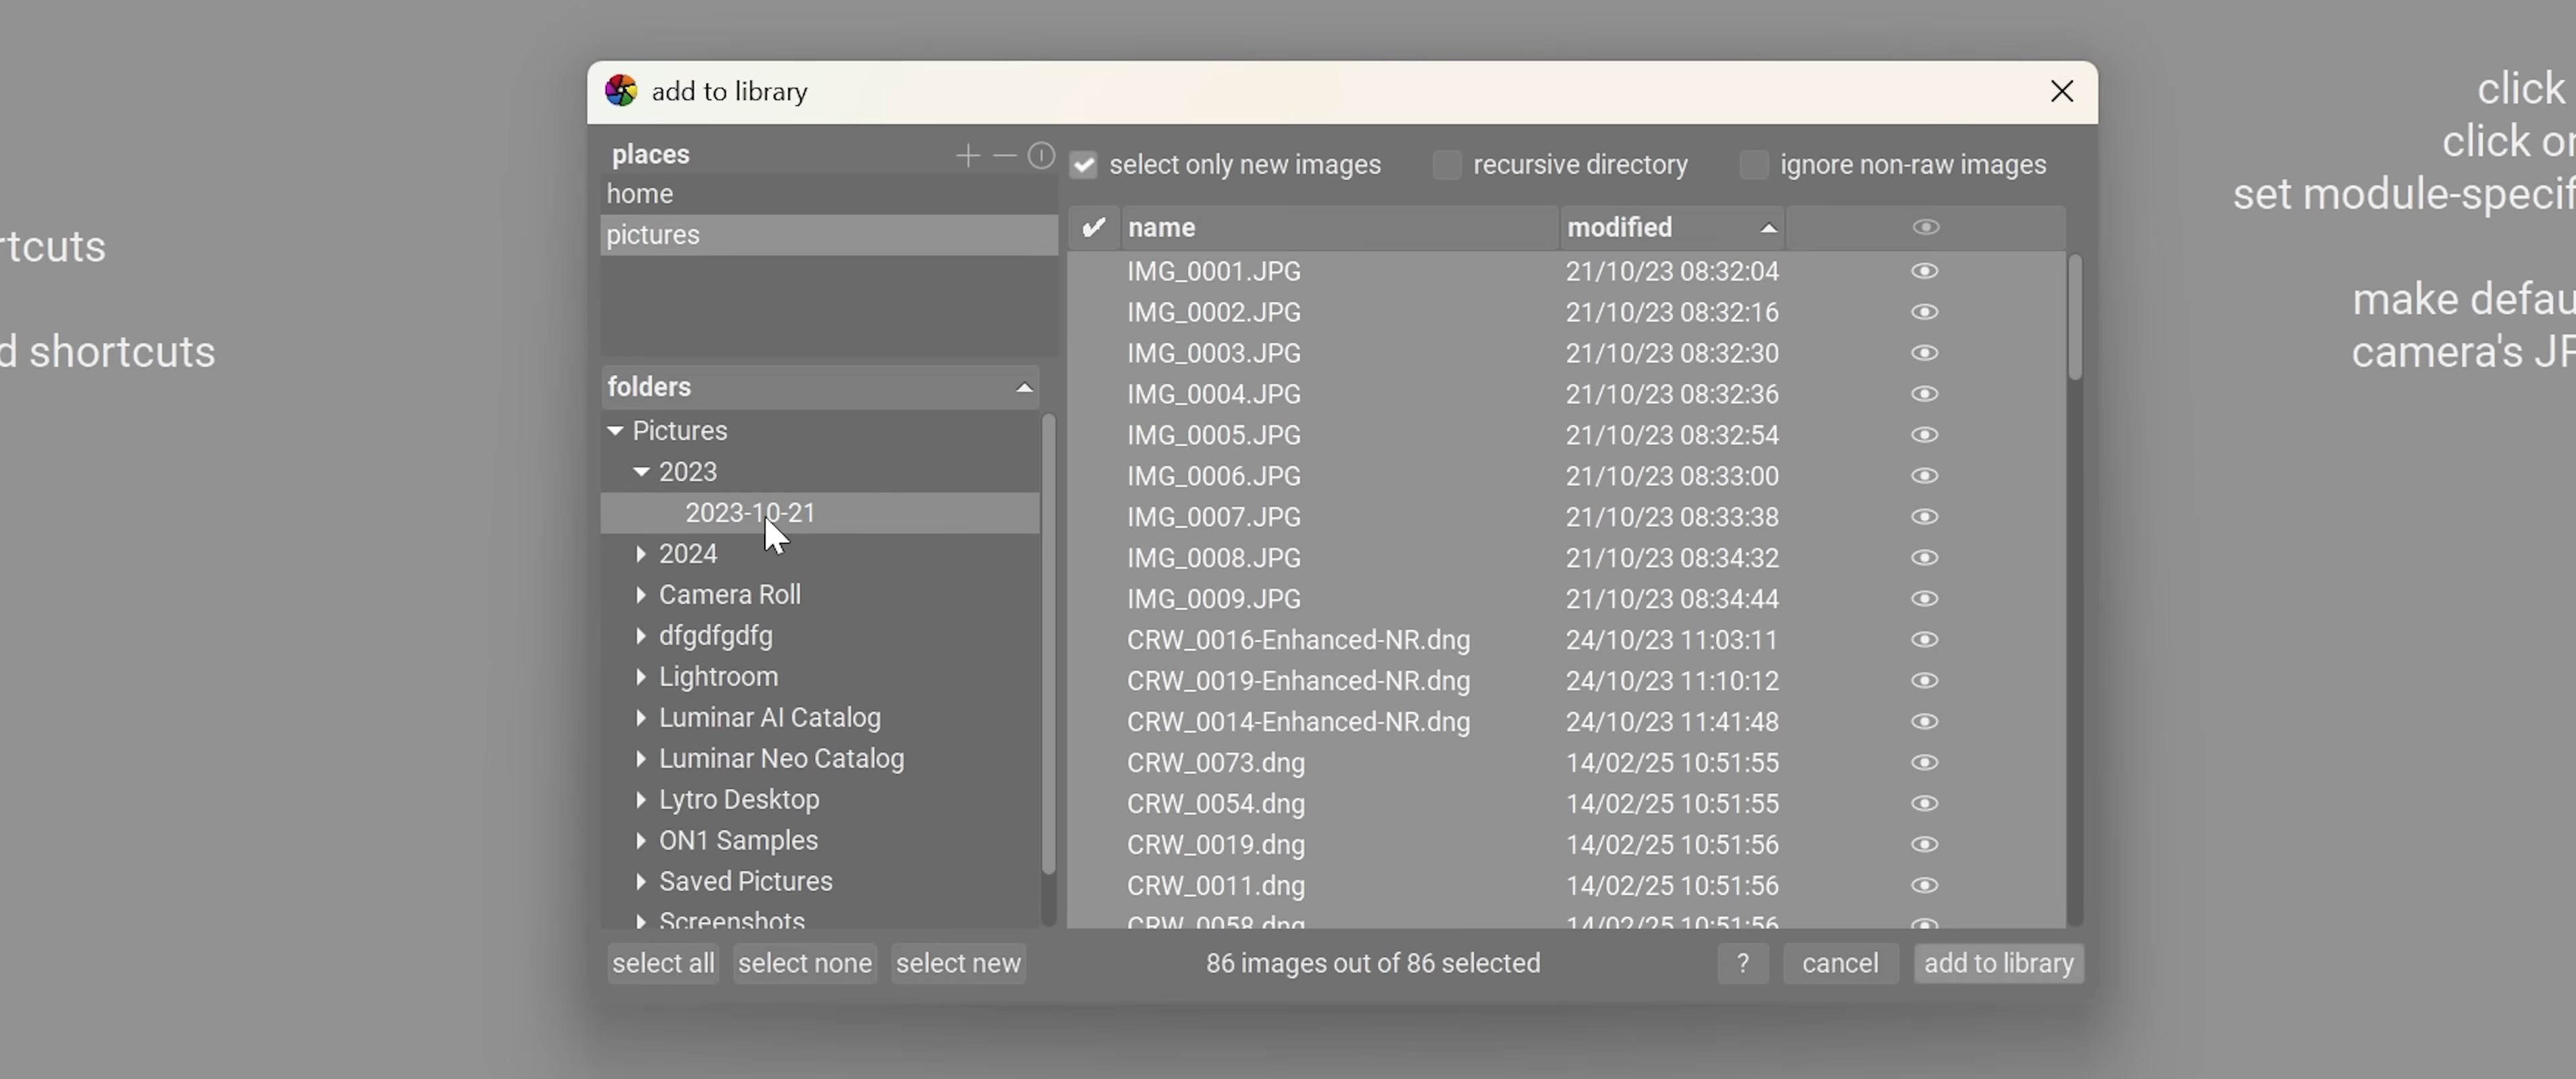 add to library
places
home
pictures
folders
Pictures
2023
2023-10-21
2024
Camera Roll
dfgdfgdfg
Lightroom
Luminar AI Catalog
Luminar Neo Catalog
Lytro Desktop
ON1 Samples
Saved Pictures
Screenshots
select only new images recursive directory ignore non-raw images
name modified
IMG_0001.JPG 21/10/23 08:32:04
IMG_0002.JPG 21/10/23 08:32:16
IMG_0003.JPG 21/10/23 08:32:30
IMG_0004.JPG 21/10/23 08:32:36
IMG_0005.JPG 21/10/23 08:32:54
IMG_0006.JPG 21/10/23 08:33:00
IMG_0007.JPG 21/10/23 08:33:38
IMG_0008.JPG 21/10/23 08:34:32
IMG_0009.JPG 21/10/23 08:34:44
CRW_0016-Enhanced-NR.dng 24/10/23 11:03:11
CRW_0019-Enhanced-NR.dng 24/10/23 11:10:12
CRW_0014-Enhanced-NR.dng 24/10/23 11:41:48
CRW_0073.dng 14/02/25 10:51:55
CRW_0054.dng 14/02/25 10:51:55
CRW_0019.dng 14/02/25 10:51:56
CRW_0011.dng 14/02/25 10:51:56
CRW_0058.dng 14/02/25 10:51:56
select all select none select new 86 images out of 86 selected ? cancel add to library
rtcuts
d shortcuts
click
click or
set module-specif
make defau
camera's JP